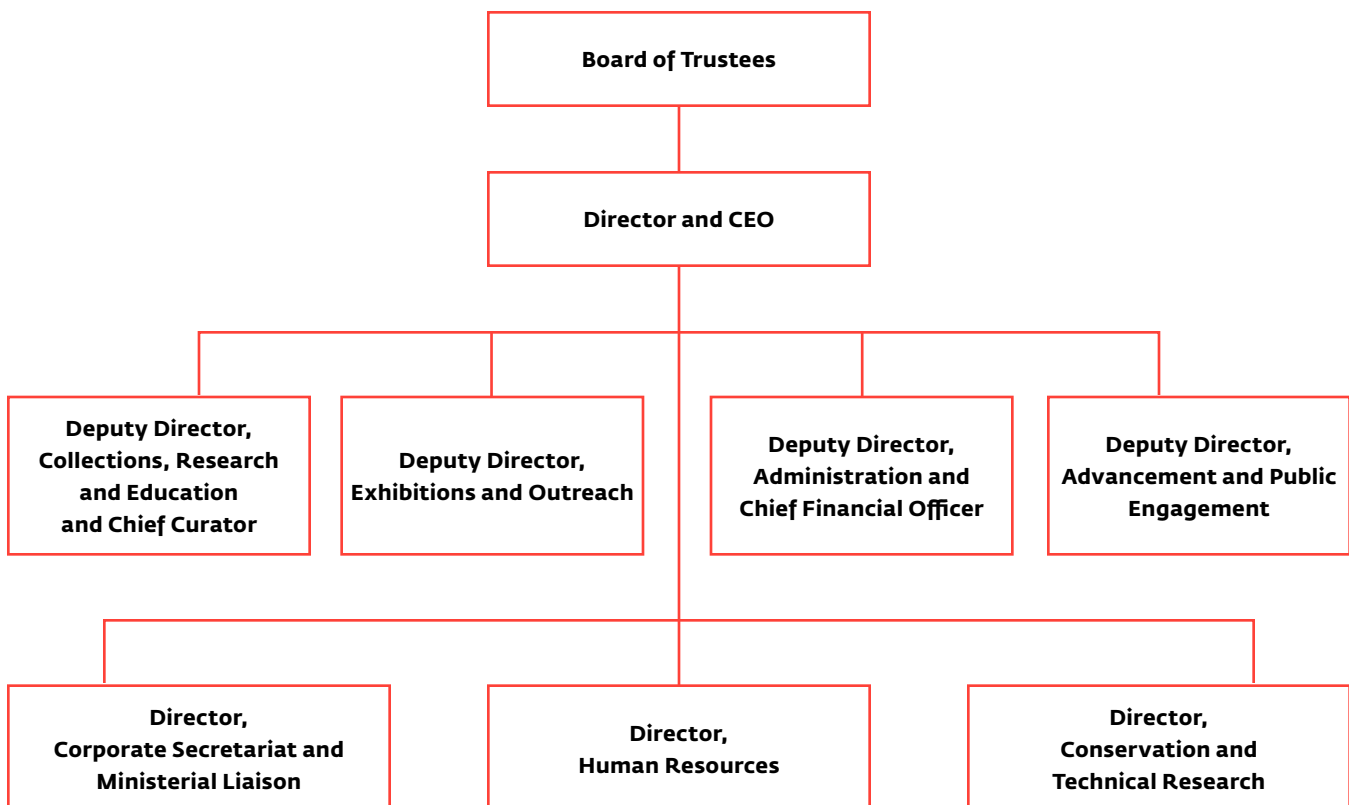 Board of Trustees
Director and CEO
Deputy Director,
Collections, Research
and Education
and Chief Curator
Deputy Director,
Exhibitions and Outreach
Deputy Director,
Administration and
Chief Financial Officer
Deputy Director,
Advancement and Public
Engagement
Director,
Corporate Secretariat and
Ministerial Liaison
Director,
Human Resources
Director,
Conservation and
Technical Research